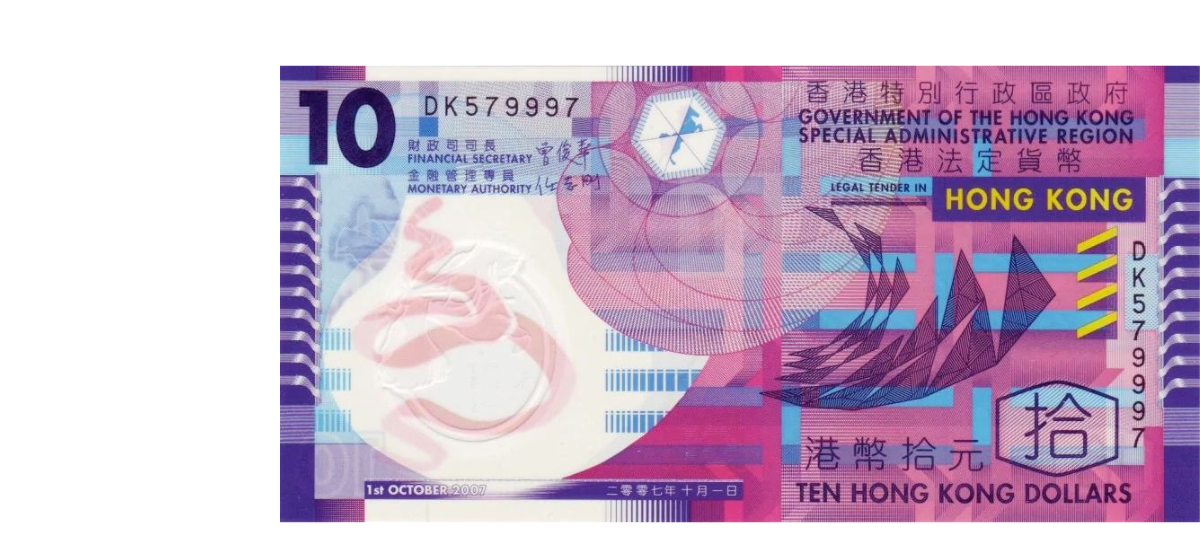 10
DK579997
財政司司長
FINANCIAL SECRETARY
金融管理專員
MONETARY AUTHORITY
香港特別行政區政府
GOVERNMENT OF THE HONG KONG
SPECIAL ADMINISTRATIVE REGION
香港法定貨幣
LEGAL TENDER IN
HONG KONG
DK579997
拾
港幣拾元
TEN HONG KONG DOLLARS
1st OCTOBER 2007
二零零七年十月一日